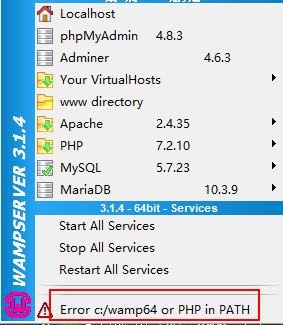 Localhost
phpMyAdmin 4.8.3
Adminer 4.6.3
Your VirtualHosts
www directory
Apache 2.4.35
PHP 7.2.10
MySQL 5.7.23
MariaDB 10.3.9
3.1.4 - 64bit - Services
Start All Services
Stop All Services
Restart All Services
Error c:/wamp64 or PHP in PATH
WAMPSERVER 3.1.4